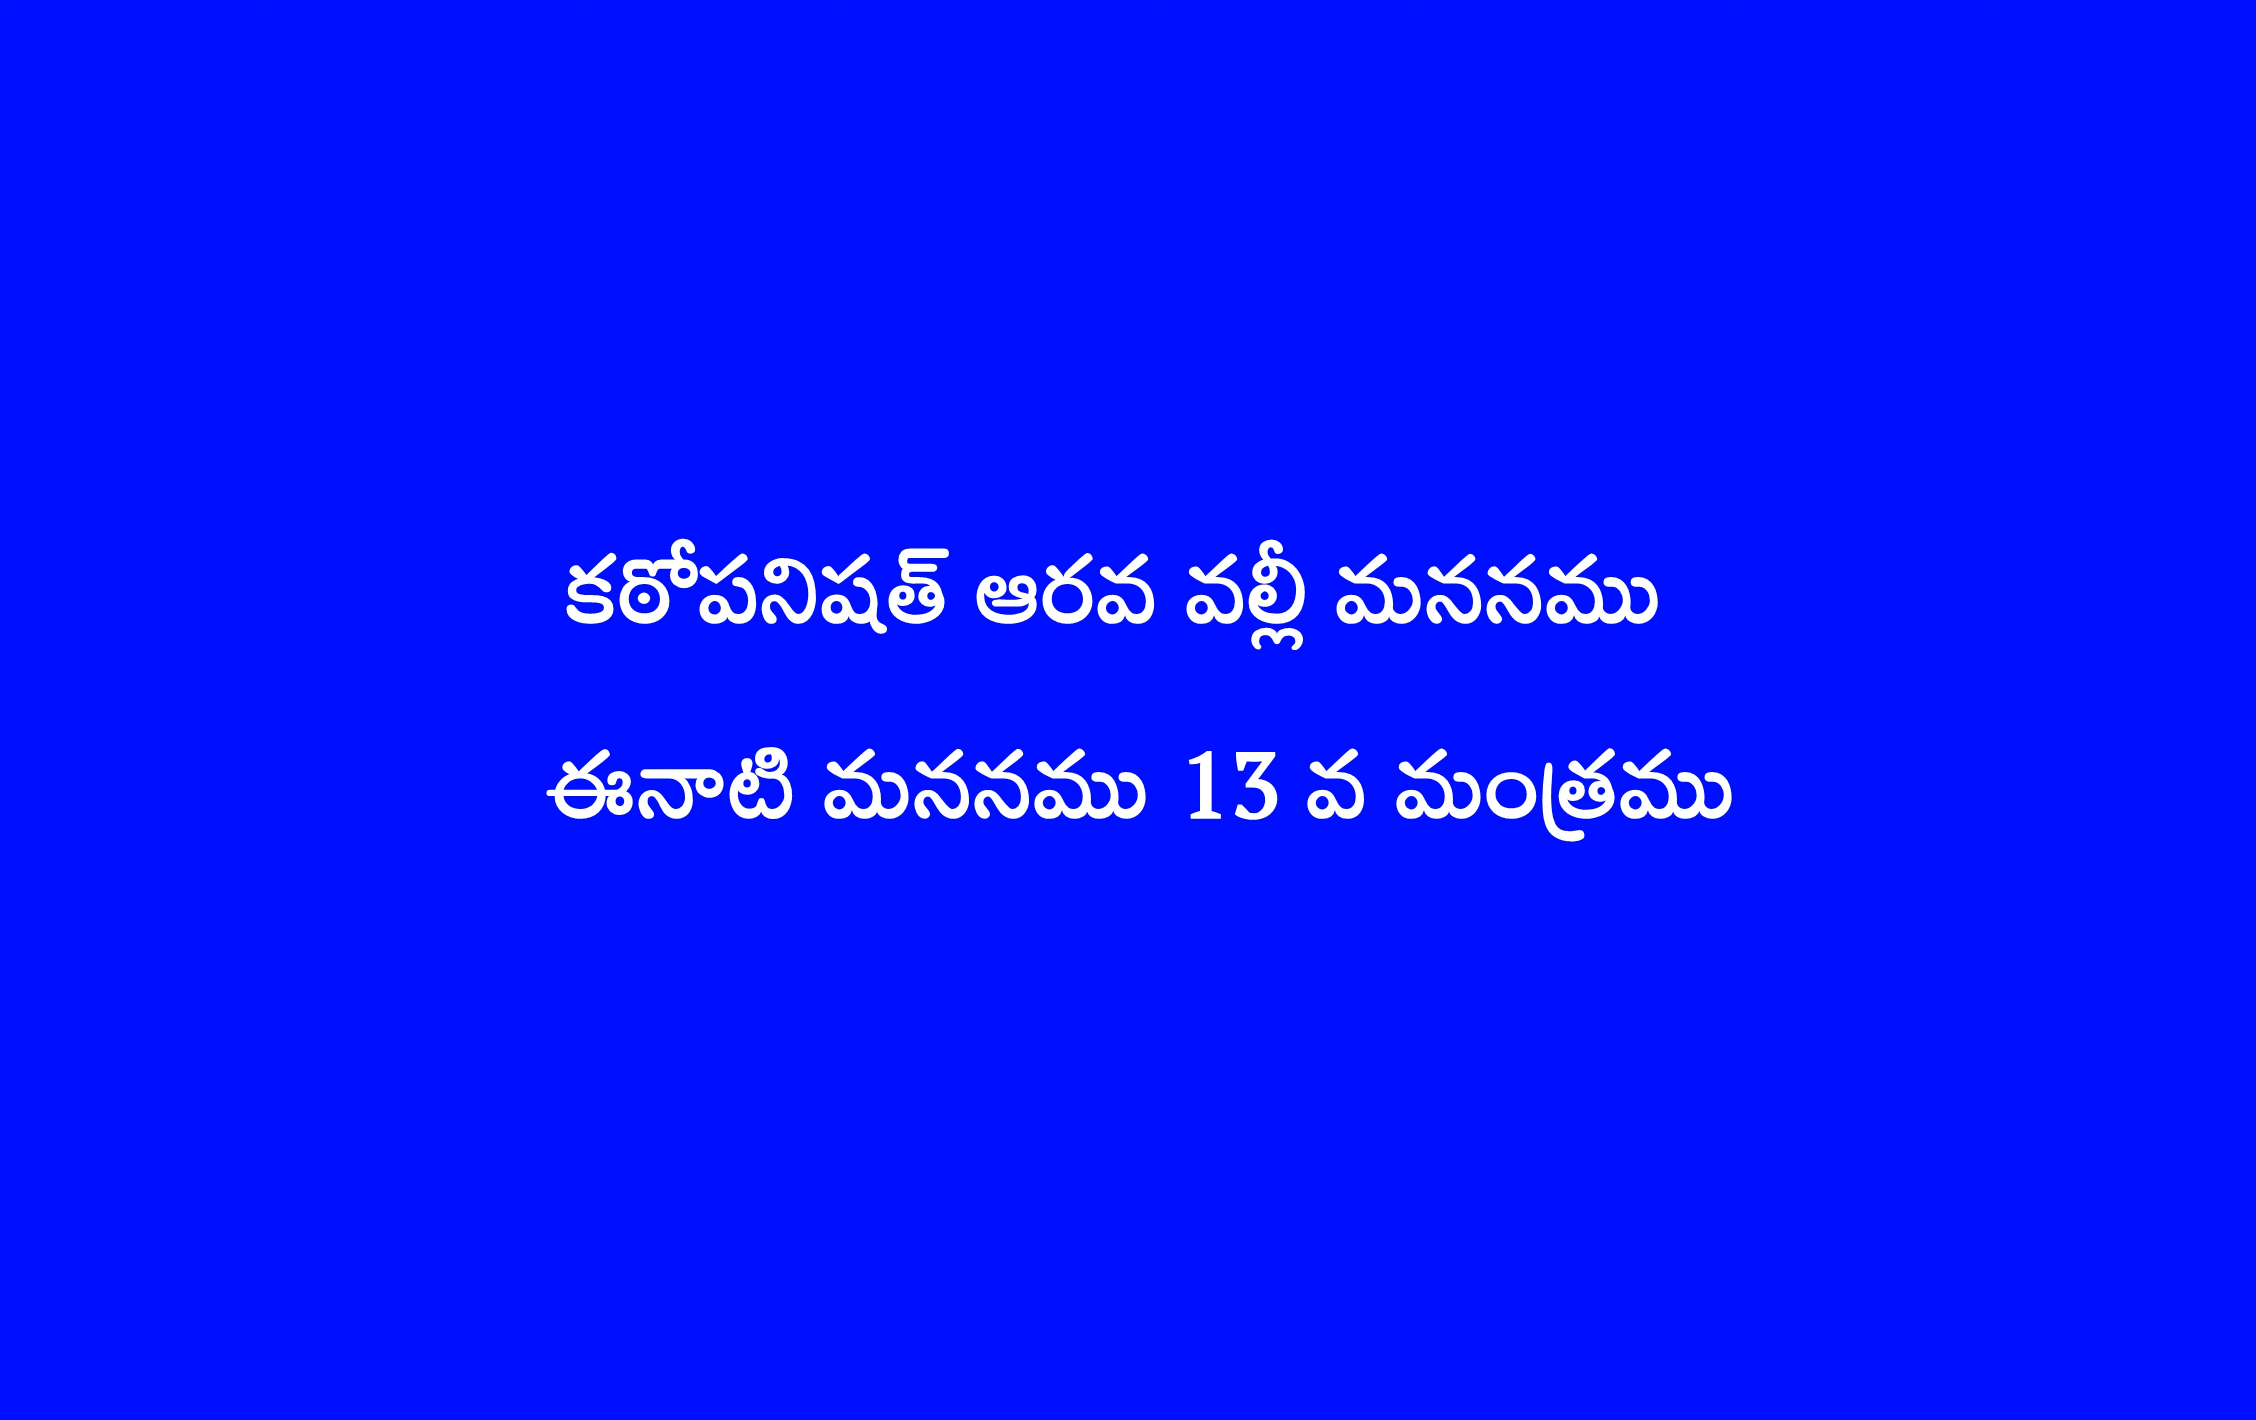 కఠోపనిషత్ ఆరవ వల్లీ మననము
ఈనాటి మననము 13 వ మంత్రము